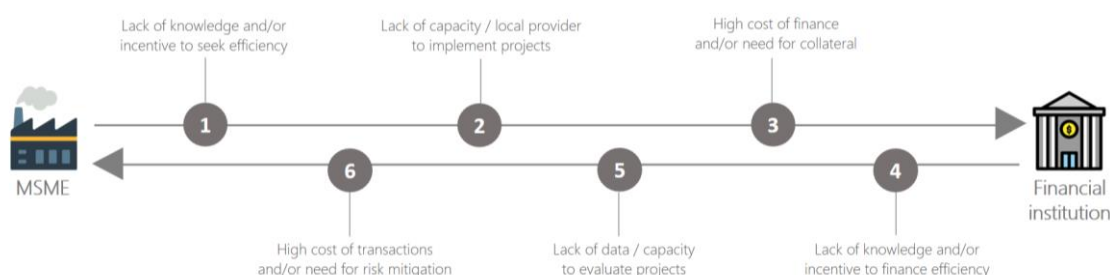 Lack of knowledge and/or
incentive to seek efficiency
Lack of capacity / local provider
to implement projects
High cost of finance
and/or need for collateral
1
2
3
MSME
6
5
4
Financial
institution
High cost of transactions
and/or need for risk mitigation
Lack of data / capacity
to evaluate projects
Lack of knowledge and/or
incentive to finance efficiency